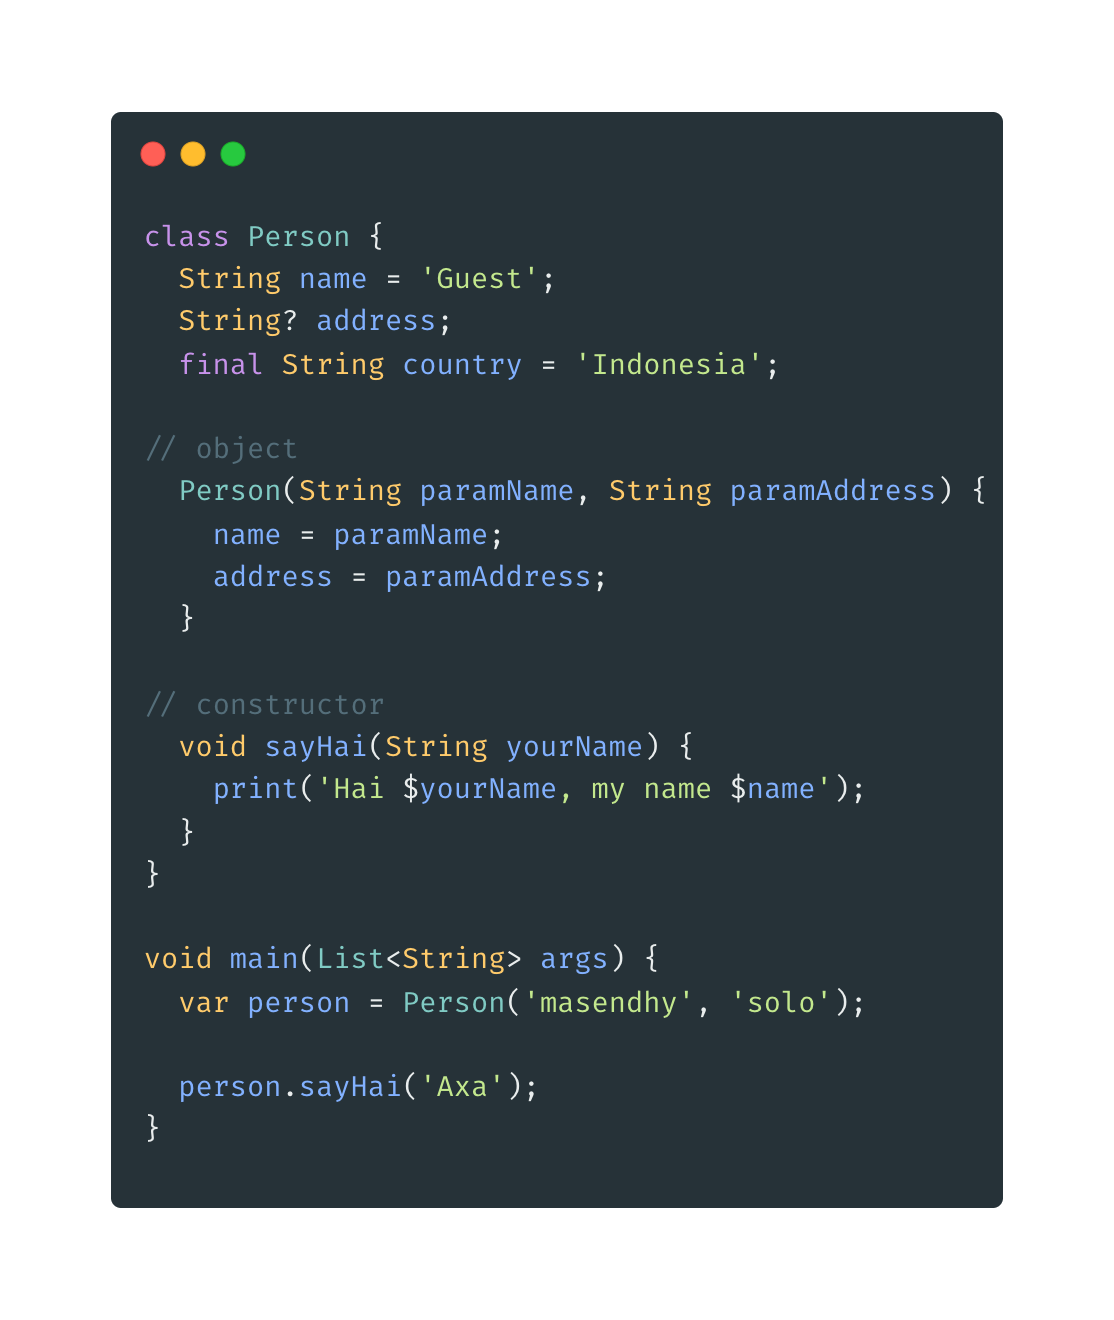 class Person {
  String name = 'Guest';
  String? address;
  final String country = 'Indonesia';

// object
  Person(String paramName, String paramAddress) {
    name = paramName;
    address = paramAddress;
  }

// constructor
  void sayHai(String yourName) {
    print('Hai $yourName, my name $name');
  }
}

void main(List<String> args) {
  var person = Person('masendhy', 'solo');

  person.sayHai('Axa');
}